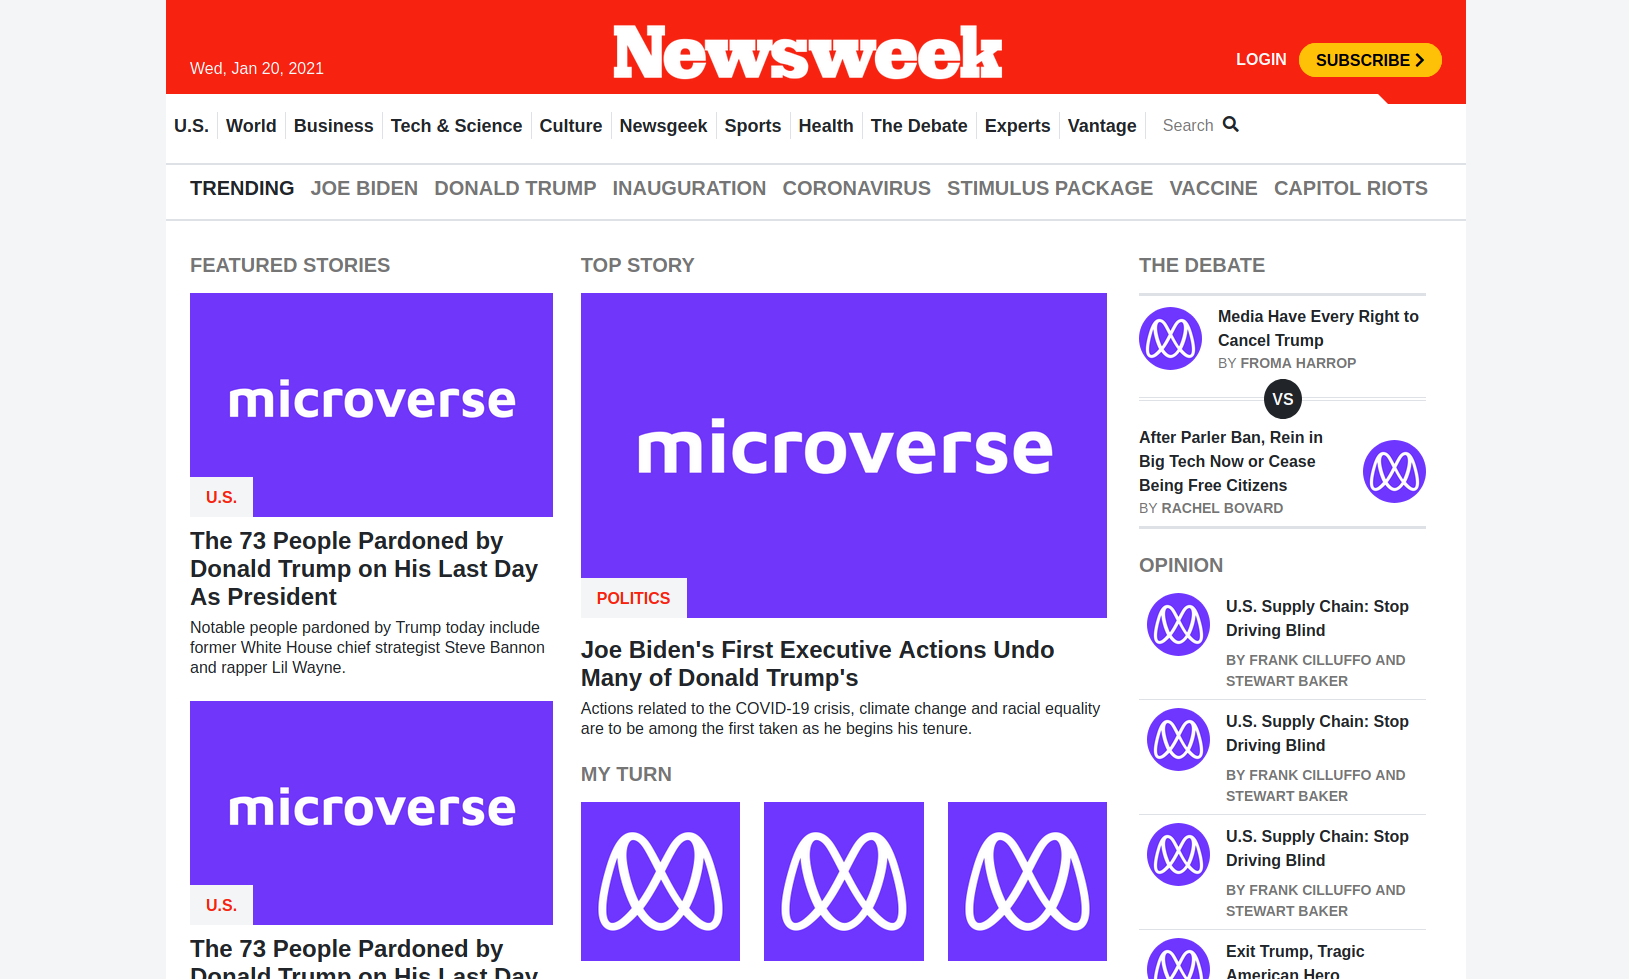 Newsweek
Wed, Jan 20, 2021
LOGIN
SUBSCRIBE
U.S. World Business Tech & Science Culture Newsgeek Sports Health The Debate Experts Vantage Search
TRENDING JOE BIDEN DONALD TRUMP INAUGURATION CORONAVIRUS STIMULUS PACKAGE VACCINE CAPITOL RIOTS
FEATURED STORIES
microverse
U.S.
The 73 People Pardoned by
Donald Trump on His Last Day
As President
Notable people pardoned by Trump today include
former White House chief strategist Steve Bannon
and rapper Lil Wayne.
microverse
U.S.
The 73 People Pardoned by
Donald Trump on His Last Day
TOP STORY
microverse
POLITICS
Joe Biden's First Executive Actions Undo
Many of Donald Trump's
Actions related to the COVID-19 crisis, climate change and racial equality
are to be among the first taken as he begins his tenure.
MY TURN
THE DEBATE
Media Have Every Right to
Cancel Trump
BY FROMA HARROP
VS
After Parler Ban, Rein in
Big Tech Now or Cease
Being Free Citizens
BY RACHEL BOVARD
OPINION
U.S. Supply Chain: Stop
Driving Blind
BY FRANK CILLUFFO AND
STEWART BAKER
U.S. Supply Chain: Stop
Driving Blind
BY FRANK CILLUFFO AND
STEWART BAKER
U.S. Supply Chain: Stop
Driving Blind
BY FRANK CILLUFFO AND
STEWART BAKER
Exit Trump, Tragic
American Hero